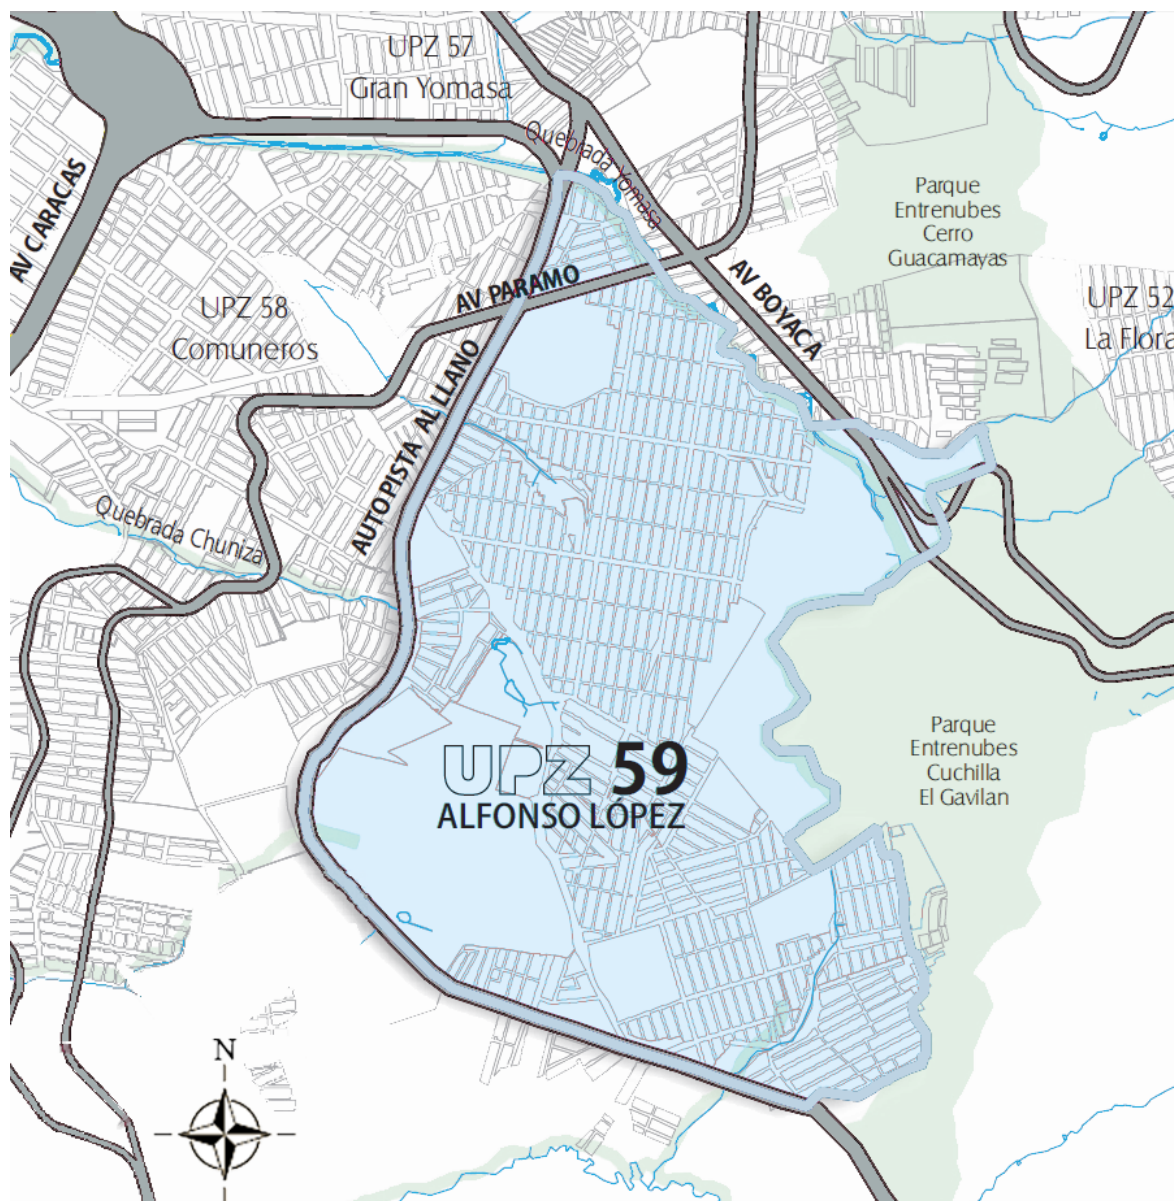 UPZ 57
Gran Yomasa
Quebrada Yomasa
AV CARACAS
Parque
Entrenubes
Cerro
Guacamayas
AV PARAMO
AV BOYACA
UPZ 58
Comuneros
UPZ 52
La Flora
AUTOPISTA AL LLANO
Quebrada Chuniza
Parque
Entrenubes
Cuchilla
El Gavilan
UPZ 59
ALFONSO LÓPEZ
N